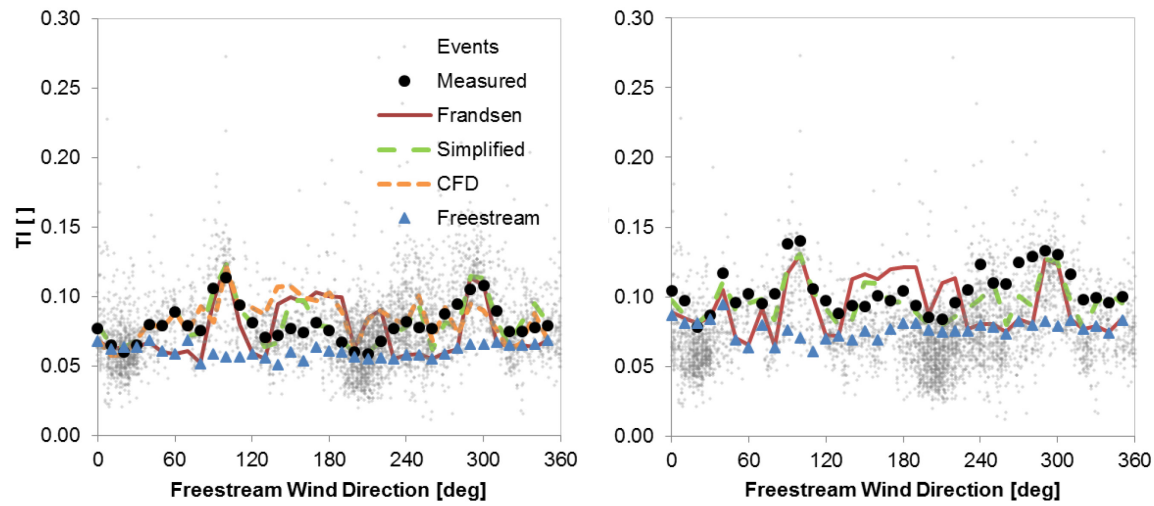 0.30
0.25
0.20
0.15
0.10
0.05
0.00
TI [ ]
Events
Measured
Frandsen
Simplified
CFD
Freestream
0 60 120 180 240 300 360
Freestream Wind Direction [deg]
0.30
0.25
0.20
0.15
0.10
0.05
0.00
0 60 120 180 240 300 360
Freestream Wind Direction [deg]